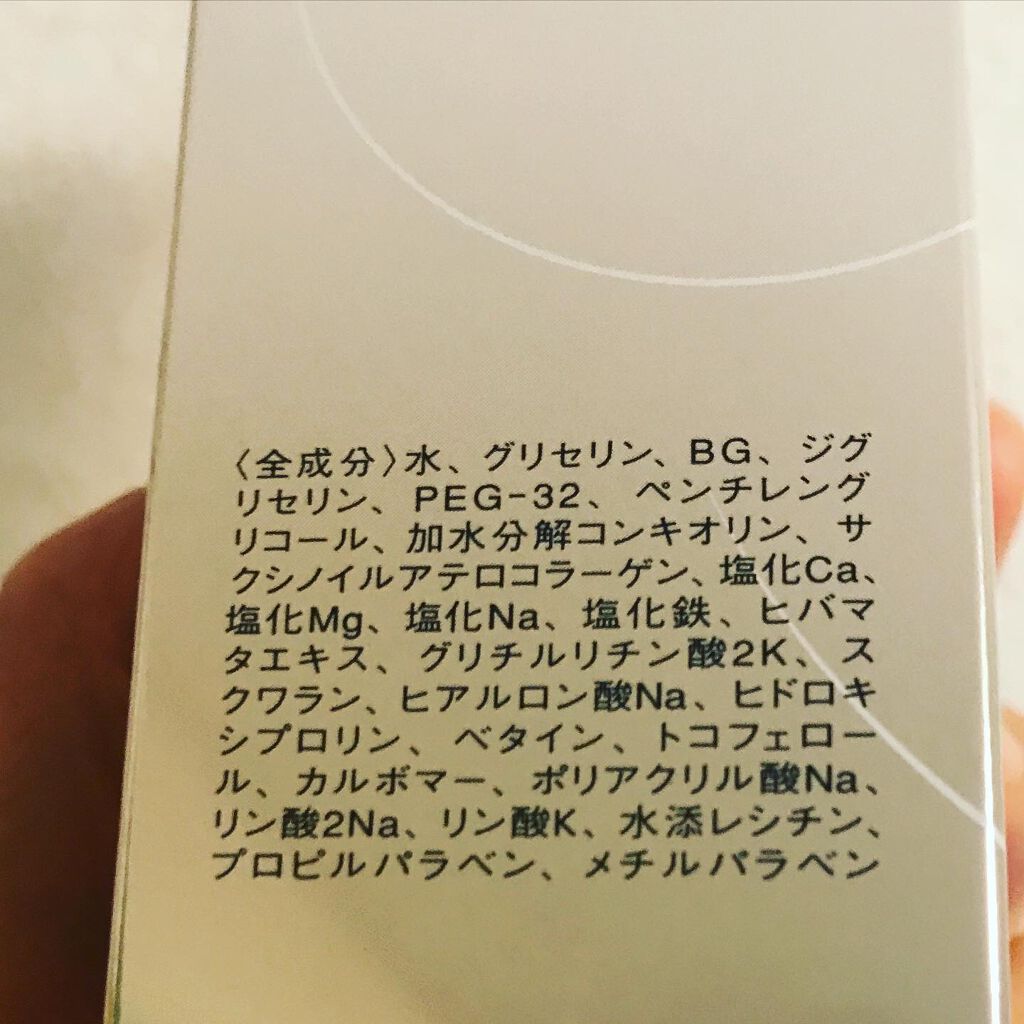 〈全成分〉水、グリセリン、BG、ジグ
リセリン、PEG-32、ペンチレング
リコール、加水分解コンキオリン、サ
クシノイルアテロコラーゲン、塩化Ca、
塩化Mg、塩化Na、塩化鉄、ヒバマ
タエキス、グリチルリチン酸2K、ス
クワラン、ヒアルロン酸Na、ヒドロキ
シプロリン、ベタイン、トコフェロー
ル、カルボマー、ポリアクリル酸Na、
リン酸2Na、リン酸K、水添レシチン、
プロピルパラベン、メチルパラベン